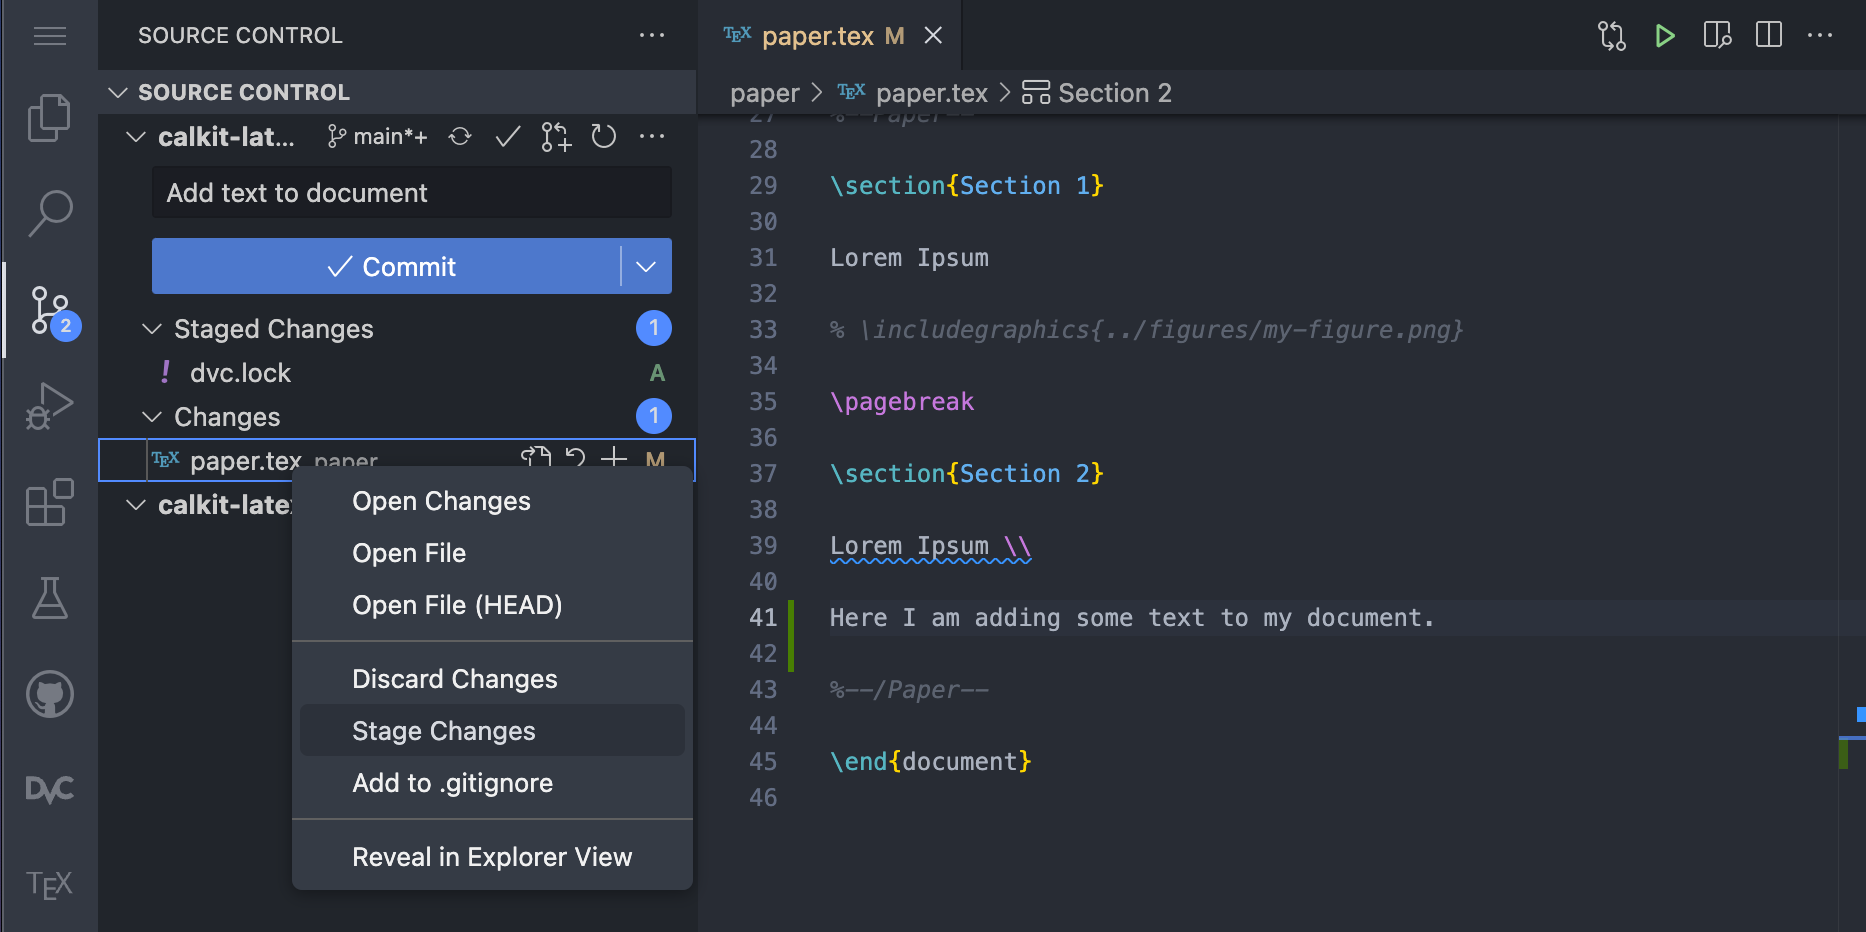 SOURCE CONTROL
SOURCE CONTROL
calkit-lat... main*+
Add text to document
Commit
Staged Changes 1
! dvc.lock A
Changes 1
TEX paper.tex paper M
calkit-late
Open Changes
Open File
Open File (HEAD)
Discard Changes
Stage Changes
Add to .gitignore
Reveal in Explorer View
2
DVC
TEX
TEX paper.tex M
paper > TEX paper.tex > Section 2
27 %--Paper--
28
29 \section{Section 1}
30
31 Lorem Ipsum
32
33 % \includegraphics{../figures/my-figure.png}
34
35 \pagebreak
36
37 \section{Section 2}
38
39 Lorem Ipsum \\
40
41 Here I am adding some text to my document.
42
43 %--/Paper--
44
45 \end{document}
46